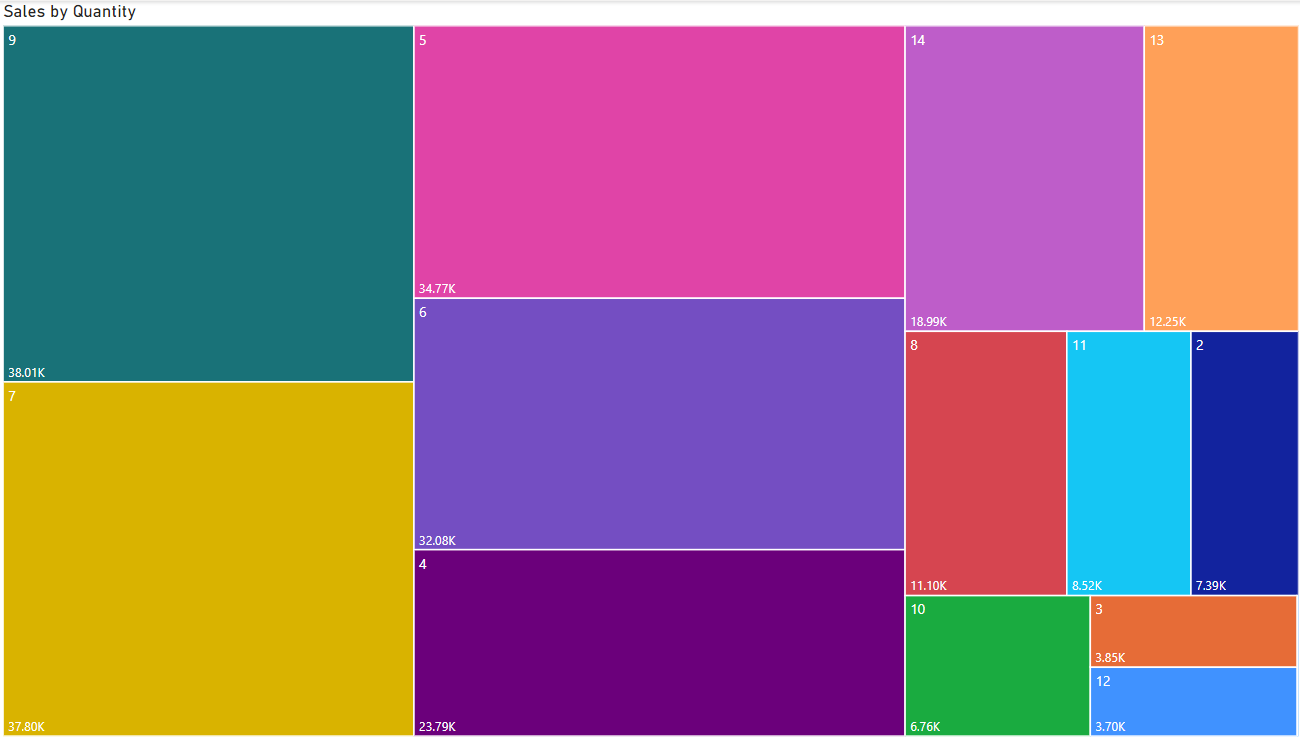 Sales by Quantity
9
38.01K
7
37.80K
5
34.77K
6
32.08K
4
23.79K
14
18.99K
13
12.25K
8
11.10K
11
8.52K
2
7.39K
10
6.76K
3
3.85K
12
3.70K